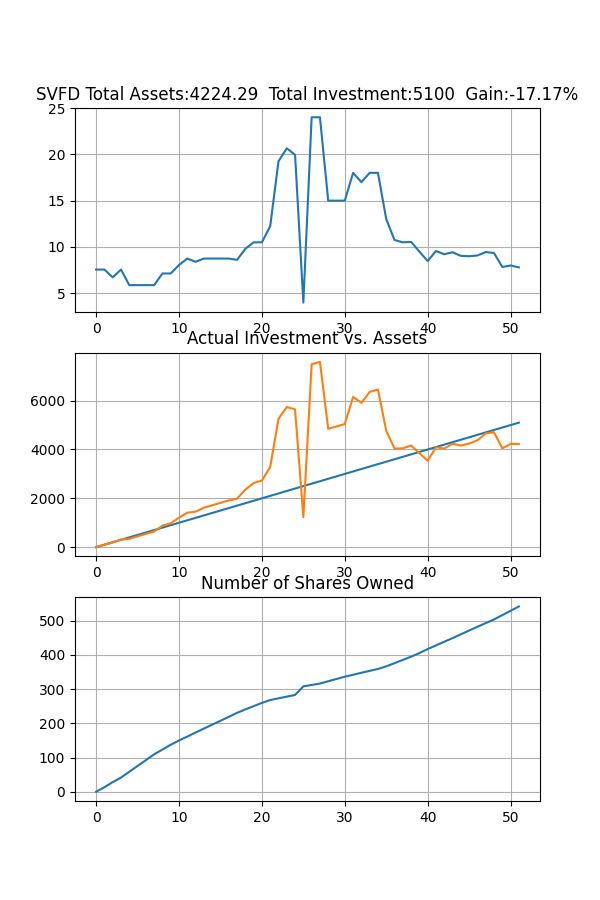 SVFD Total Assets:4224.29  Total Investment:5100  Gain:-17.17%
25
20
15
10
5
0 10 20 30 40 50
Actual Investment vs. Assets
6000
4000
2000
0
0 10 20 30 40 50
Number of Shares Owned
500
400
300
200
100
0
0 10 20 30 40 50